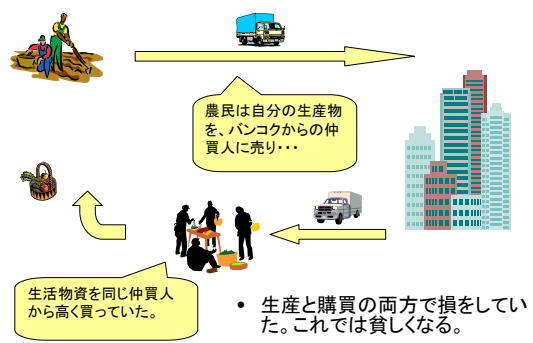 農民は自分の生産物
を、バンコクからの仲
買人に売り・・・
生活物資を同じ仲買人
から高く買っていた。
• 生産と購買の両方で損をしてい
た。これでは貧しくなる。